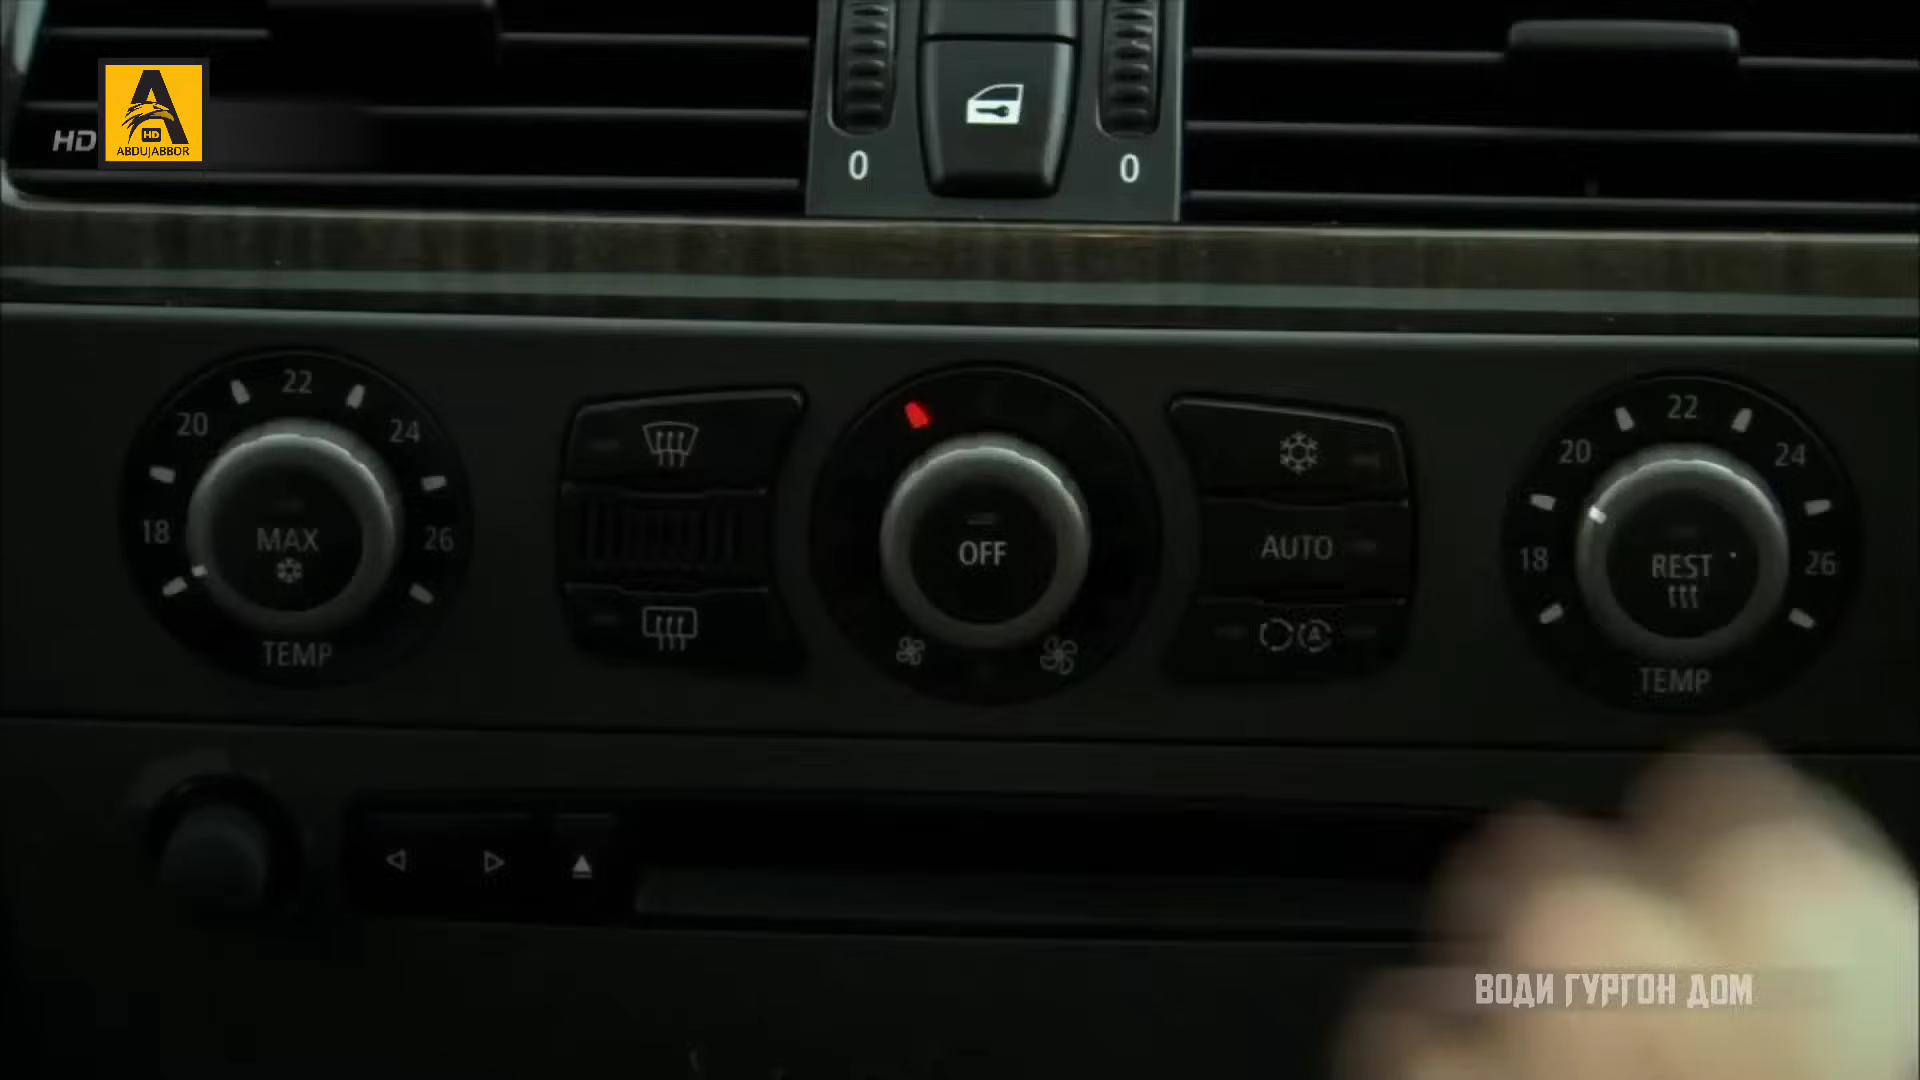 HD
A
HD
ABDUJABBOR
0
0
22
20
24
18
26
MAX
TEMP
OFF
AUTO
A
22
20
24
18
26
REST
TEMP
ВОДИ ГУРГОН ДОМ